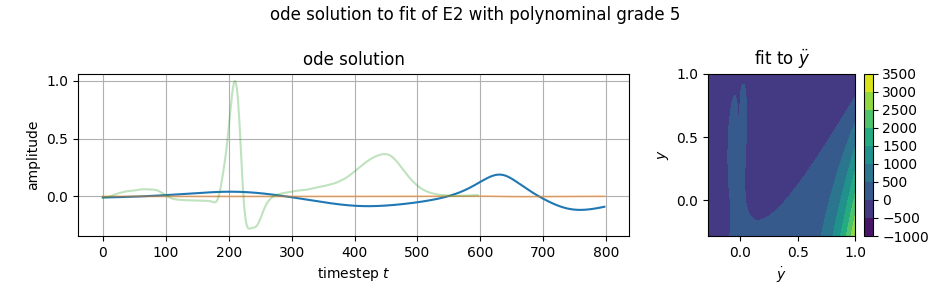 ode solution to fit of E2 with polynominal grade 5
ode solution
amplitude
1.0
0.5
0.0
0 100 200 300 400 500 600 700 800
timestep t
fit to ÿ
y
1.0
0.5
0.0
0.0 0.5 1.0
ẏ
3500
3000
2500
2000
1500
1000
500
0
−500
−1000